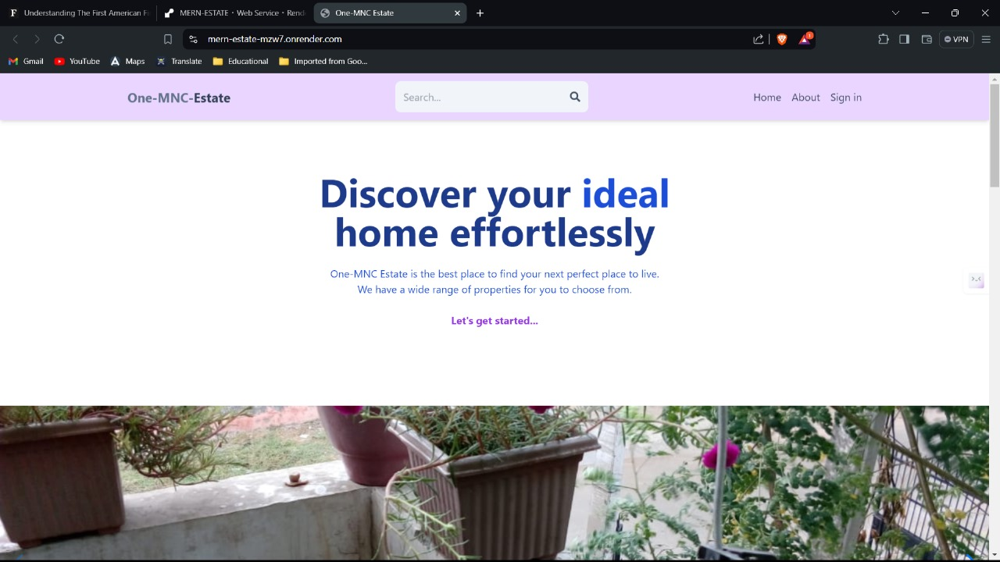 Understanding The First American Fi
MERN-ESTATE · Web Service · Rend
One-MNC Estate
mern-estate-mzw7.onrender.com
1
VPN
Gmail
YouTube
Maps
Translate
Educational
Imported from Goo...
One-MNC-Estate
Search...
Home
About
Sign in
Discover your ideal
home effortlessly
One-MNC Estate is the best place to find your next perfect place to live.
We have a wide range of properties for you to choose from.
Let's get started...